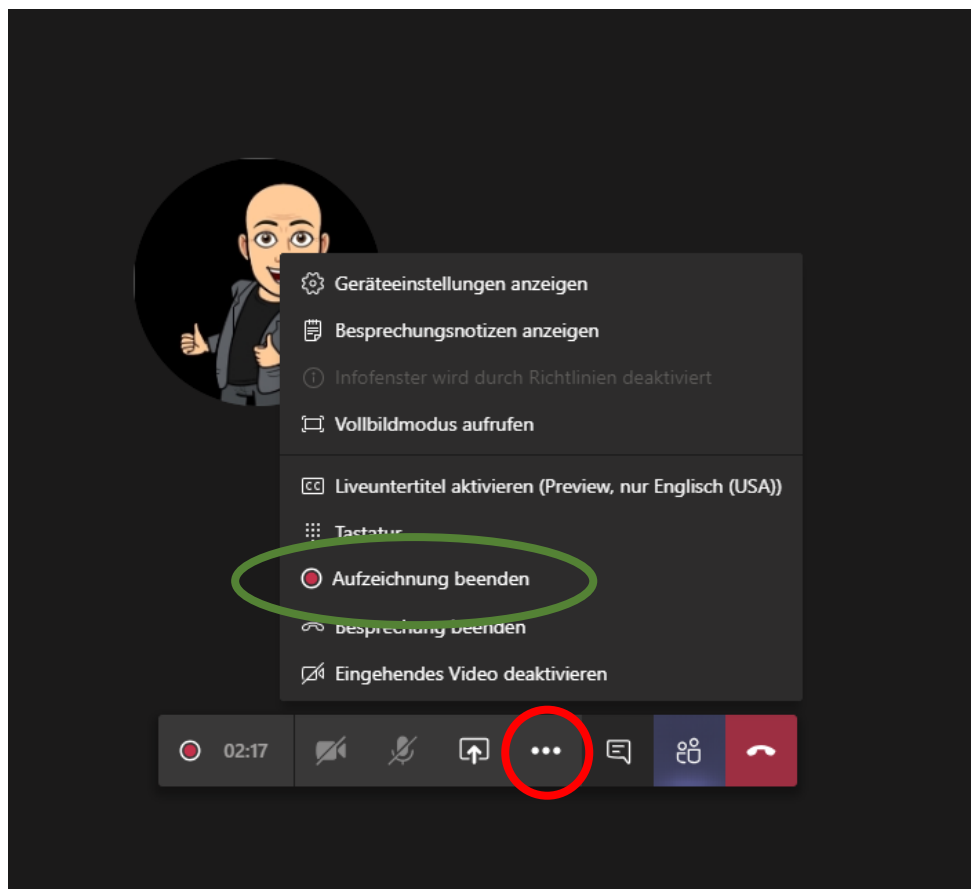 Geräteeinstellungen anzeigen
Besprechungsnotizen anzeigen
Infofenster wird durch Richtlinien deaktiviert
Vollbildmodus aufrufen
CC Liveuntertitel aktivieren (Preview, nur Englisch (USA))
Tastatur
Aufzeichnung beenden
Besprechung beenden
Eingehendes Video deaktivieren
02:17